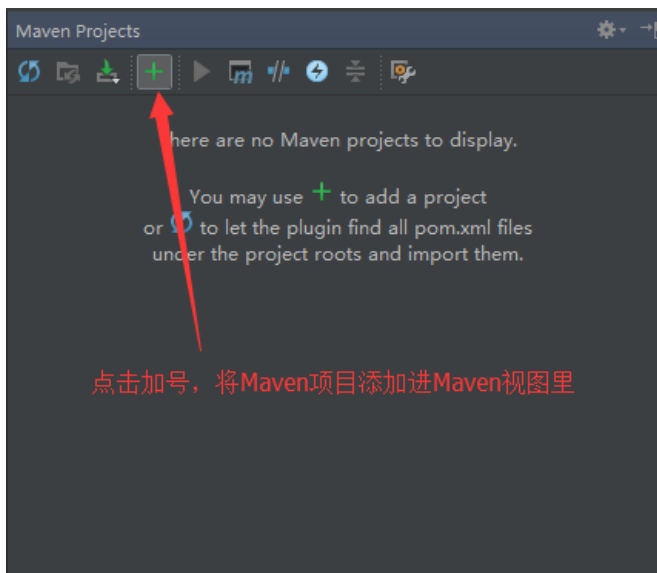 Maven Projects
here are no Maven projects to display.
You may use + to add a project
or to let the plugin find all pom.xml files
under the project roots and import them.
点击加号，将Maven项目添加进Maven视图里